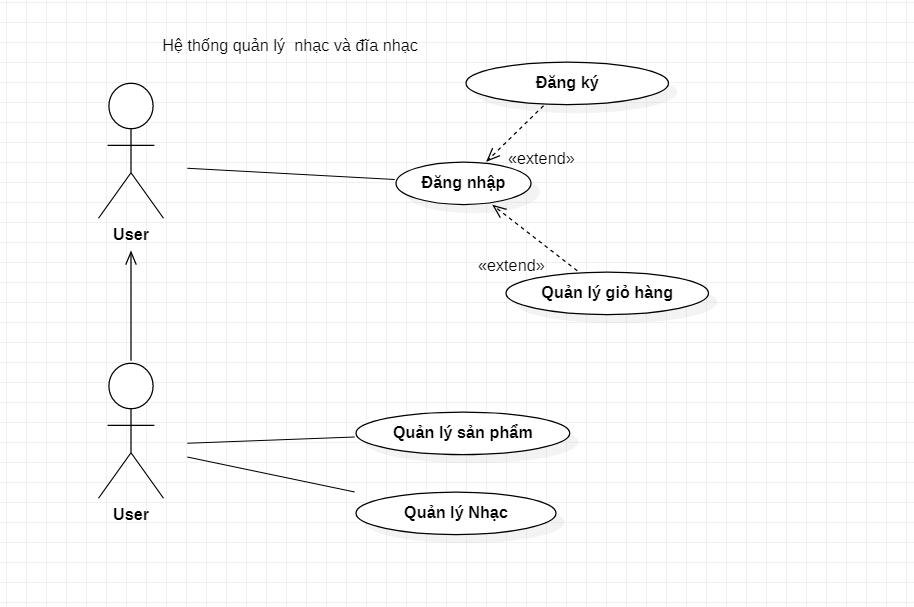 Hệ thống quản lý  nhạc và đĩa nhạc
Đăng ký
«extend»
Đăng nhập
User
«extend»
Quản lý giỏ hàng
Quản lý sản phẩm
Quản lý Nhạc
User